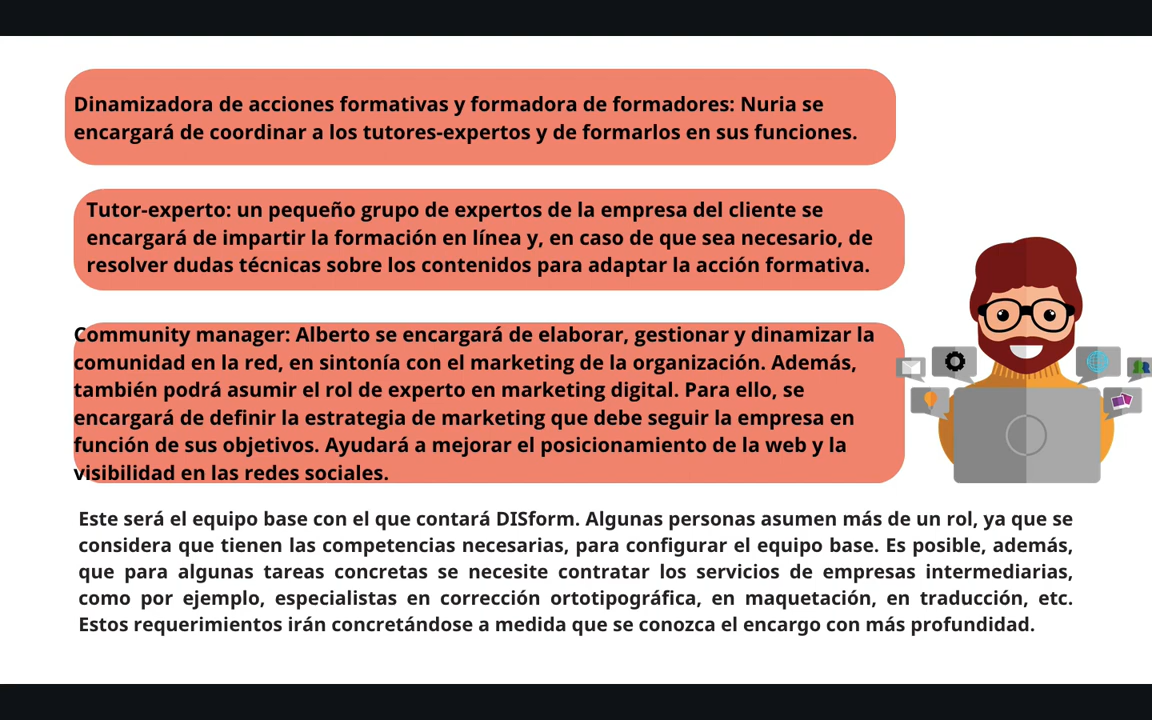 Dinamizadora de acciones formativas y formadora de formadores: Nuria se
encargará de coordinar a los tutores-expertos y de formarlos en sus funciones.
Tutor-experto: un pequeño grupo de expertos de la empresa del cliente se
encargará de impartir la formación en línea y, en caso de que sea necesario, de
resolver dudas técnicas sobre los contenidos para adaptar la acción formativa.
Community manager: Alberto se encargará de elaborar, gestionar y dinamizar la
comunidad en la red, en sintonía con el marketing de la organización. Además,
también podrá asumir el rol de experto en marketing digital. Para ello, se
encargará de definir la estrategia de marketing que debe seguir la empresa en
función de sus objetivos. Ayudará a mejorar el posicionamiento de la web y la
visibilidad en las redes sociales.
Este será el equipo base con el que contará DISform. Algunas personas asumen más de un rol, ya que se
considera que tienen las competencias necesarias, para configurar el equipo base. Es posible, además,
que para algunas tareas concretas se necesite contratar los servicios de empresas intermediarias,
como por ejemplo, especialistas en corrección ortotipográfica, en maquetación, en traducción, etc.
Estos requerimientos irán concretándose a medida que se conozca el encargo con más profundidad.